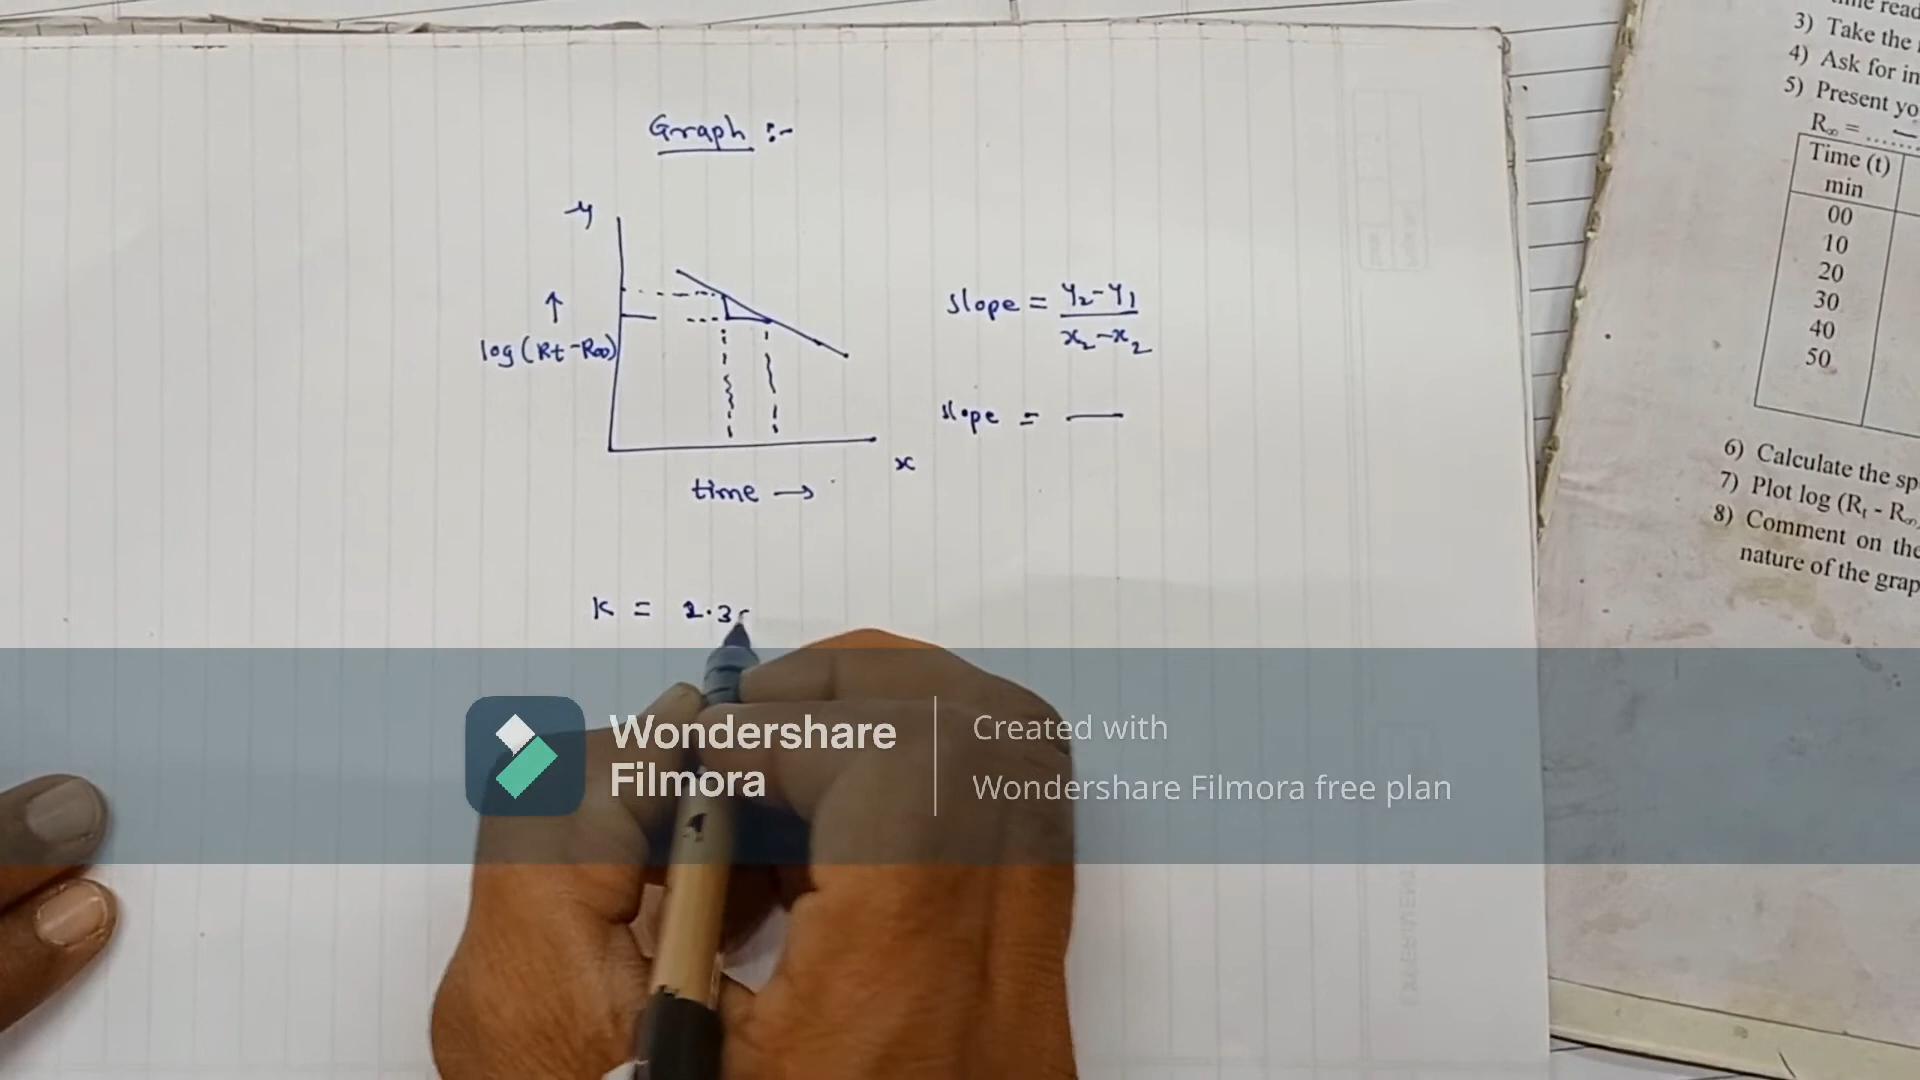 Graph :-
y
↑
log (Rt - R∞)
time →
x
slope = y₂-y₁
x₂-x₂
slope = —
K = 2.3
Wondershare
Filmora
Created with
Wondershare Filmora free plan
3) Take the
4) Ask for in
5) Present yo
R∞ = ........
Time (t)
min
00
10
20
30
40
50
6) Calculate the sp
7) Plot log (Rt - R∞
8) Comment on the
nature of the grap